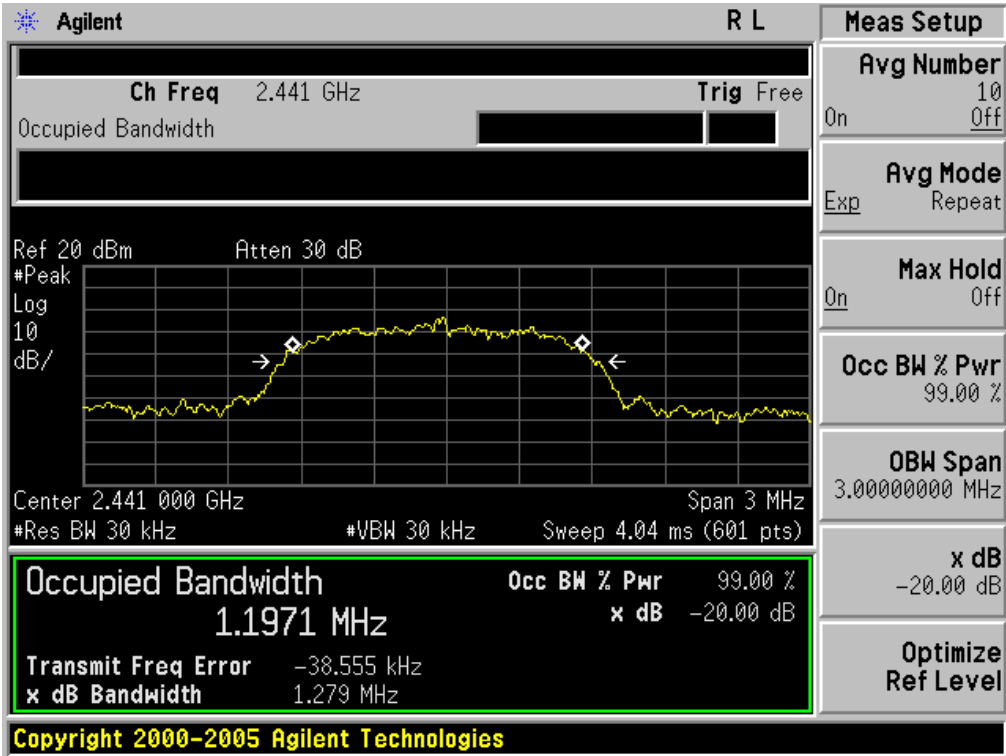 Agilent R L
Ch Freq 2.441 GHz Trig Free
Occupied Bandwidth
Ref 20 dBm Atten 30 dB
#Peak
Log
10
dB/
Center 2.441 000 GHz Span 3 MHz
#Res BW 30 kHz #VBW 30 kHz Sweep 4.04 ms (601 pts)
Occupied Bandwidth
1.1971 MHz
Occ BW % Pwr 99.00 %
x dB -20.00 dB
Transmit Freq Error -38.555 kHz
x dB Bandwidth 1.279 MHz
Copyright 2000-2005 Agilent Technologies
Meas Setup
Avg Number
10
On Off
Avg Mode
Exp Repeat
Max Hold
On Off
Occ BW % Pwr
99.00 %
OBW Span
3.00000000 MHz
x dB
-20.00 dB
Optimize
Ref Level